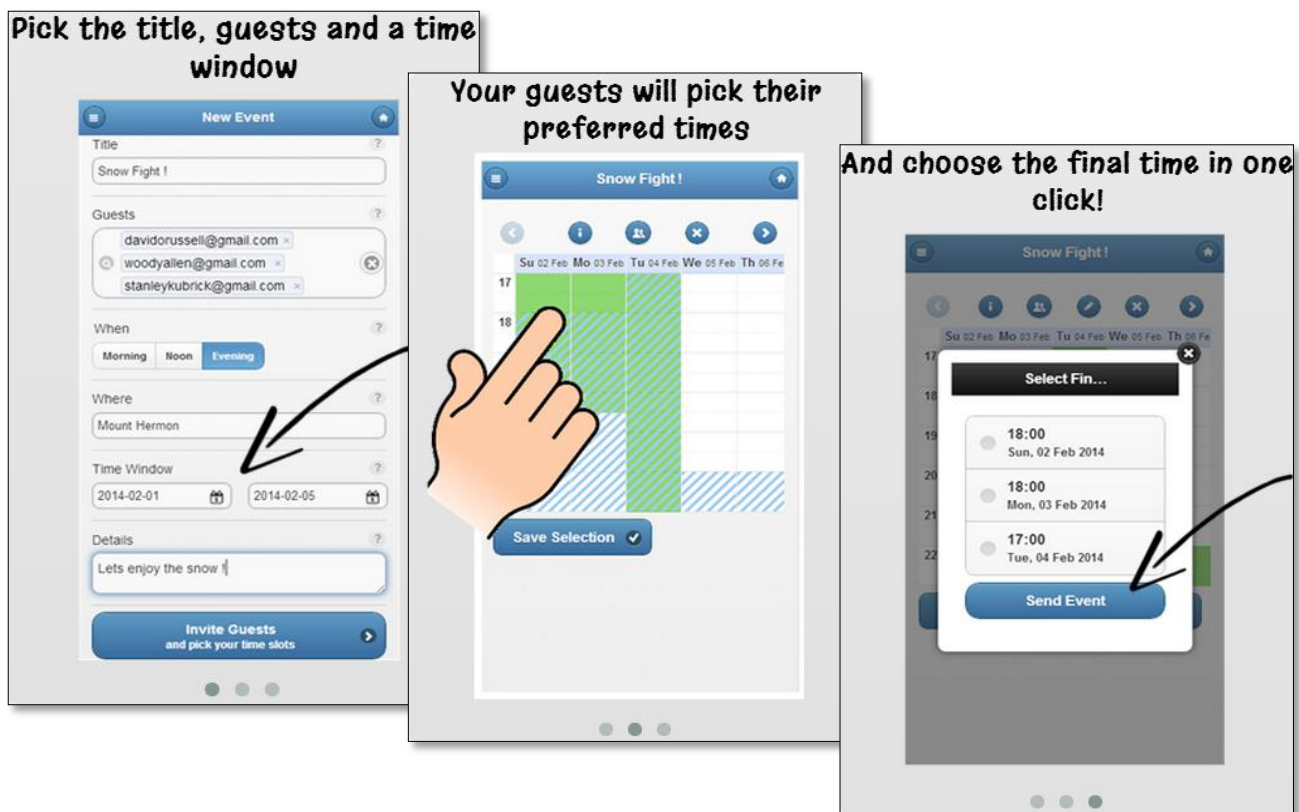 Pick the title, guests and a time
window
New Event
Title
?
Snow Fight !
Guests
?
davidorussell@gmail.com ×
woodyallen@gmail.com ×
stanleykubrick@gmail.com ×
When
?
Morning Noon Evening
Where
?
Mount Hermon
Time Window
?
2014-02-01 2014-02-05
Details
?
Lets enjoy the snow !
Invite Guests
and pick your time slots
Your guests will pick their
preferred times
Snow Fight !
Su 02 Feb Mo 03 Feb Tu 04 Feb We 05 Feb Th 06 Fe
17
18
Save Selection
And choose the final time in one
click!
Snow Fight !
Su 02 Feb Mo 03 Feb Tu 04 Feb We 05 Feb Th 06 Fe
17
Select Fin...
18
18:00
Sun, 02 Feb 2014
19
18:00
Mon, 03 Feb 2014
20
17:00
Tue, 04 Feb 2014
21
22
Send Event